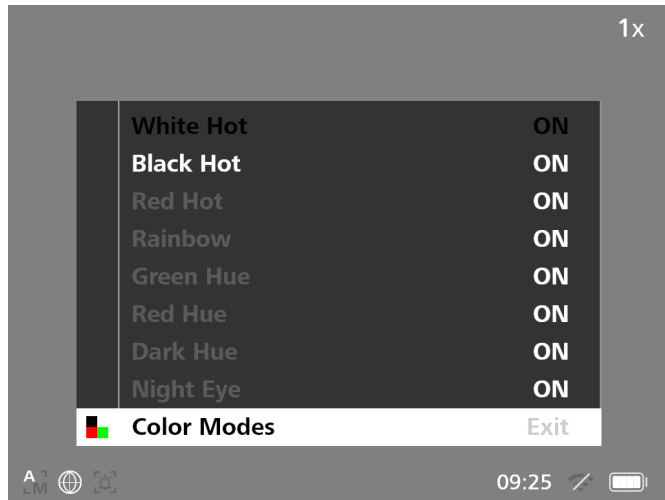 1x
White Hot ON
Black Hot ON
Red Hot ON
Rainbow ON
Green Hue ON
Red Hue ON
Dark Hue ON
Night Eye ON
Color Modes Exit
A M 09:25